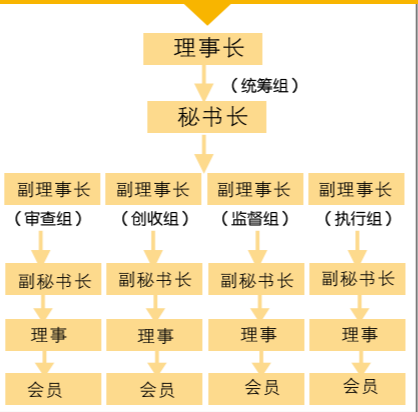 理事长
（统筹组）
秘书长
副理事长 副理事长 副理事长 副理事长
（审查组） （创收组） （监督组） （执行组）
副秘书长 副秘书长 副秘书长 副秘书长
理事 理事 理事 理事
会员 会员 会员 会员